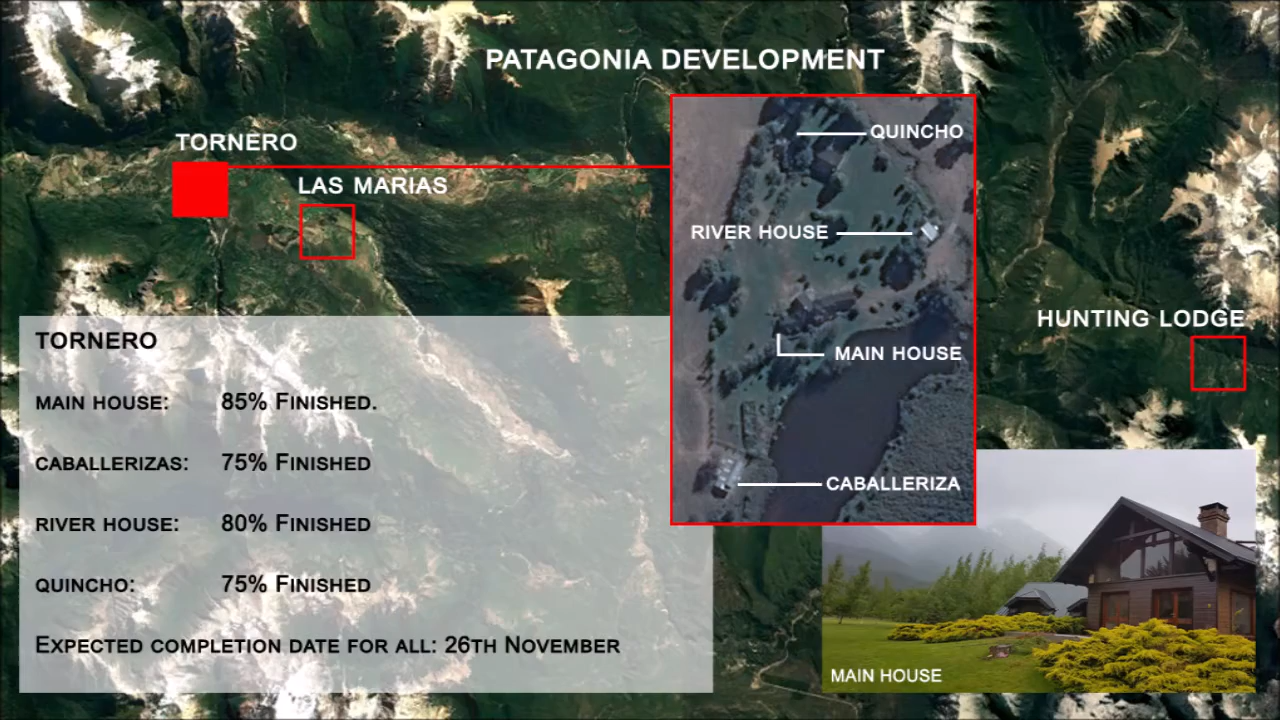 PATAGONIA DEVELOPMENT
TORNERO
LAS MARIAS
QUINCHO
RIVER HOUSE
MAIN HOUSE
CABALLERIZA
HUNTING LODGE
TORNERO
MAIN HOUSE: 85% FINISHED.
CABALLERIZAS: 75% FINISHED
RIVER HOUSE: 80% FINISHED
QUINCHO: 75% FINISHED
EXPECTED COMPLETION DATE FOR ALL: 26TH NOVEMBER
MAIN HOUSE